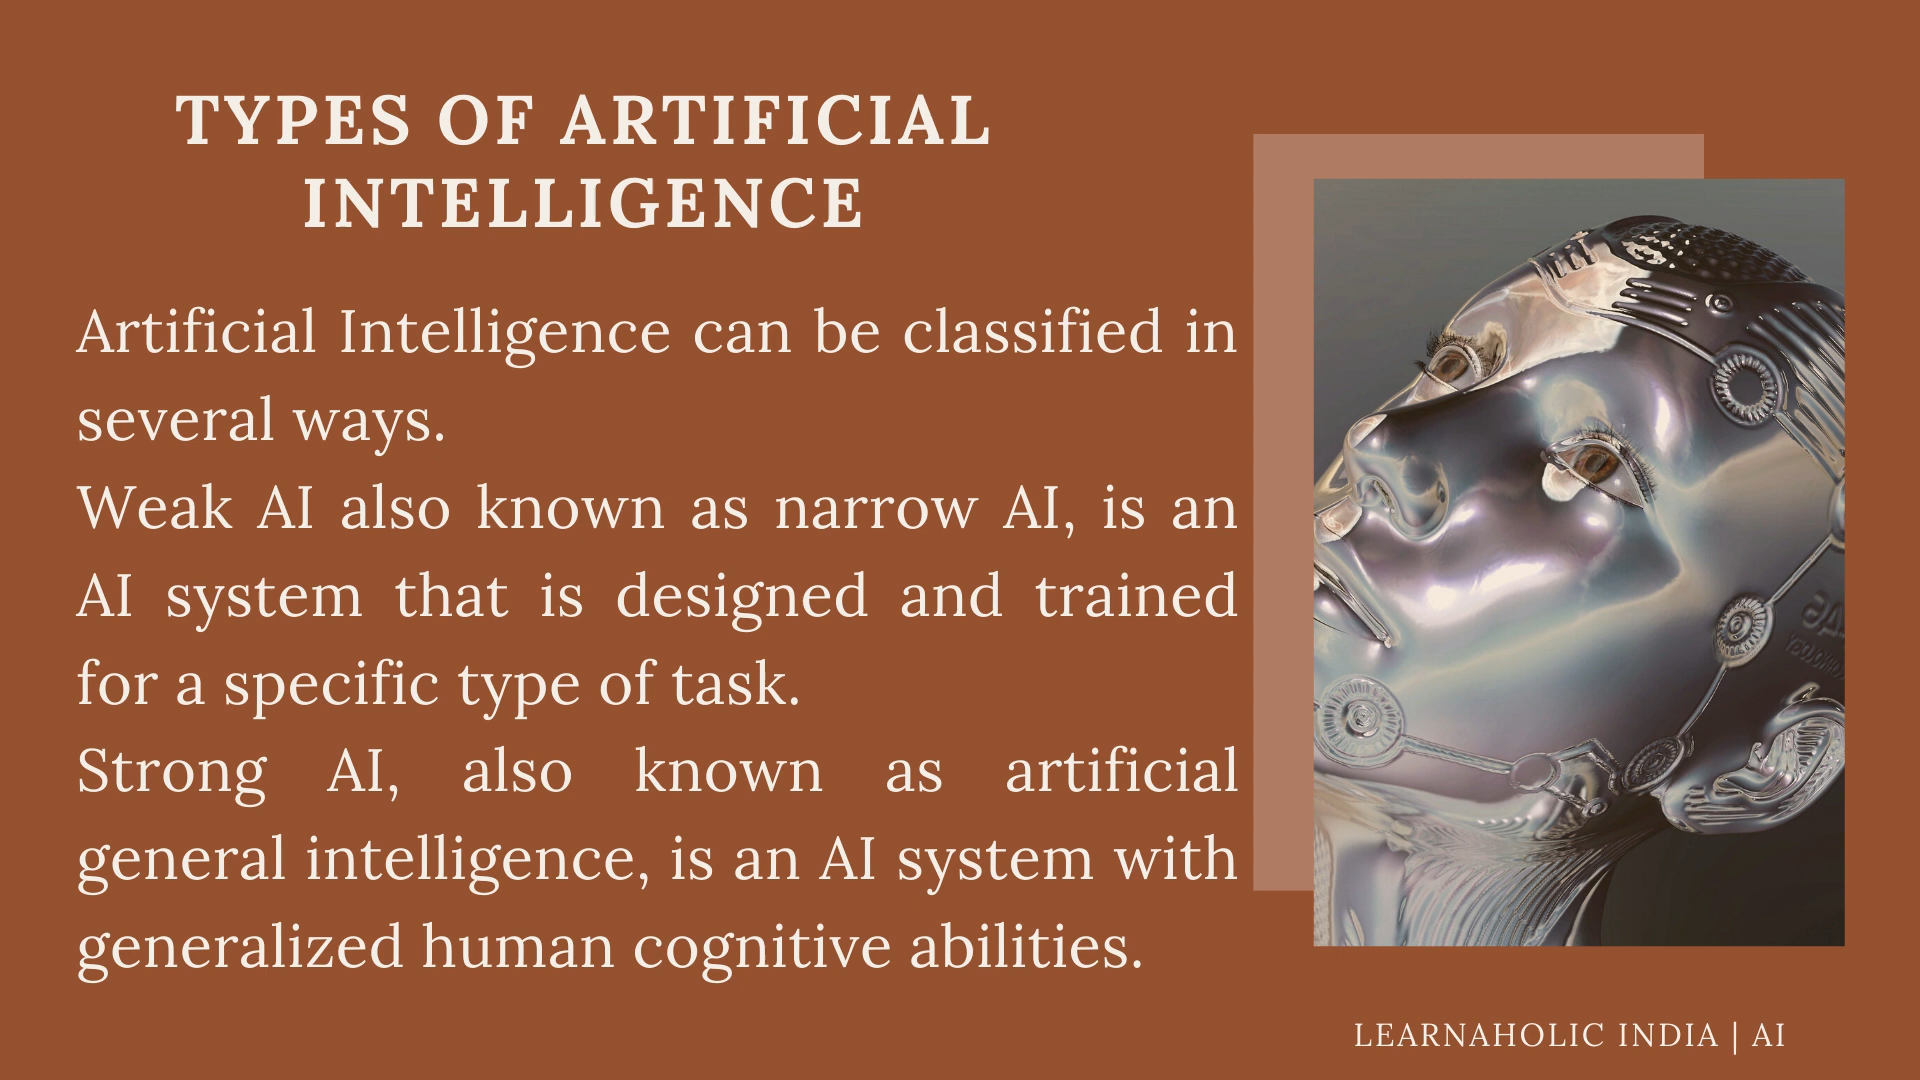 TYPES OF ARTIFICIAL
INTELLIGENCE
Artificial Intelligence can be classified in
several ways.
Weak AI also known as narrow AI, is an
AI system that is designed and trained
for a specific type of task.
Strong AI, also known as artificial
general intelligence, is an AI system with
generalized human cognitive abilities.
LEARNAHOLIC INDIA | AI